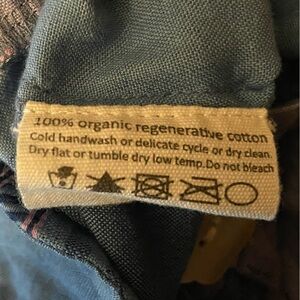 100% organic regenerative cotton
Cold handwash or delicate cycle or dry clean.
Dry flat or tumble dry low temp. Do not bleach